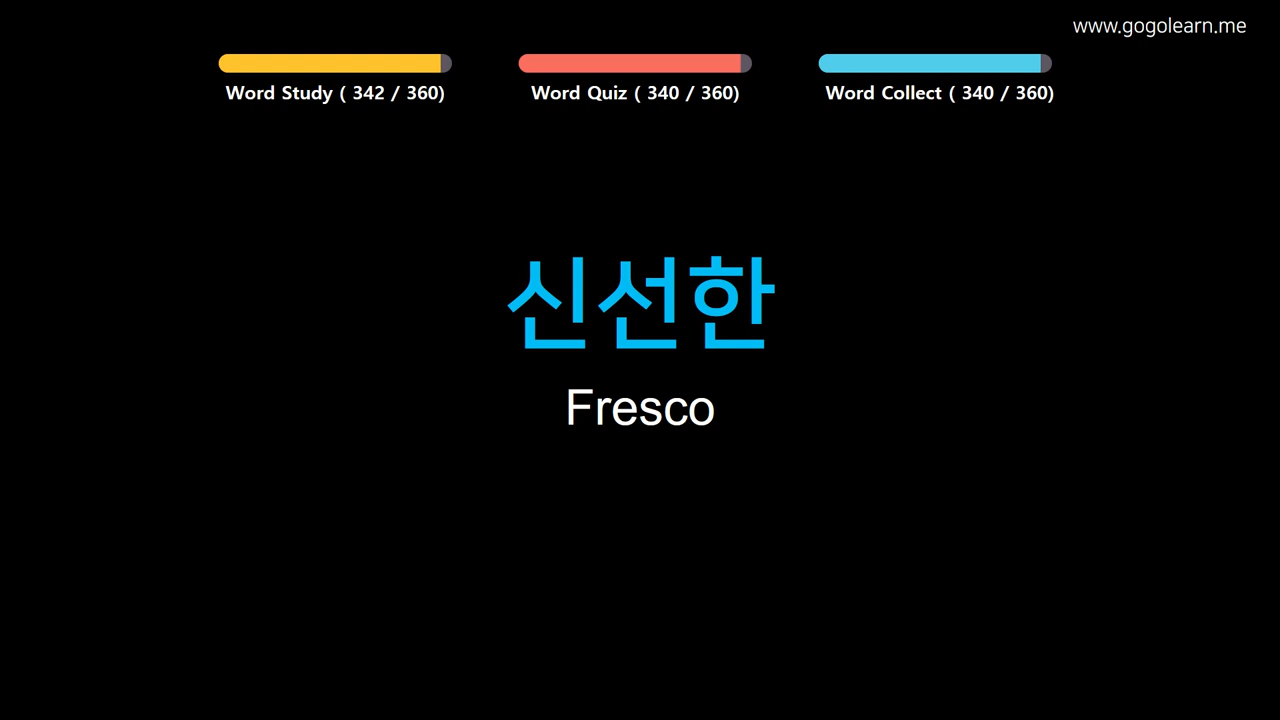 www.gogolearn.me
Word Study ( 342 / 360)
Word Quiz ( 340 / 360)
Word Collect ( 340 / 360)
신선한
Fresco